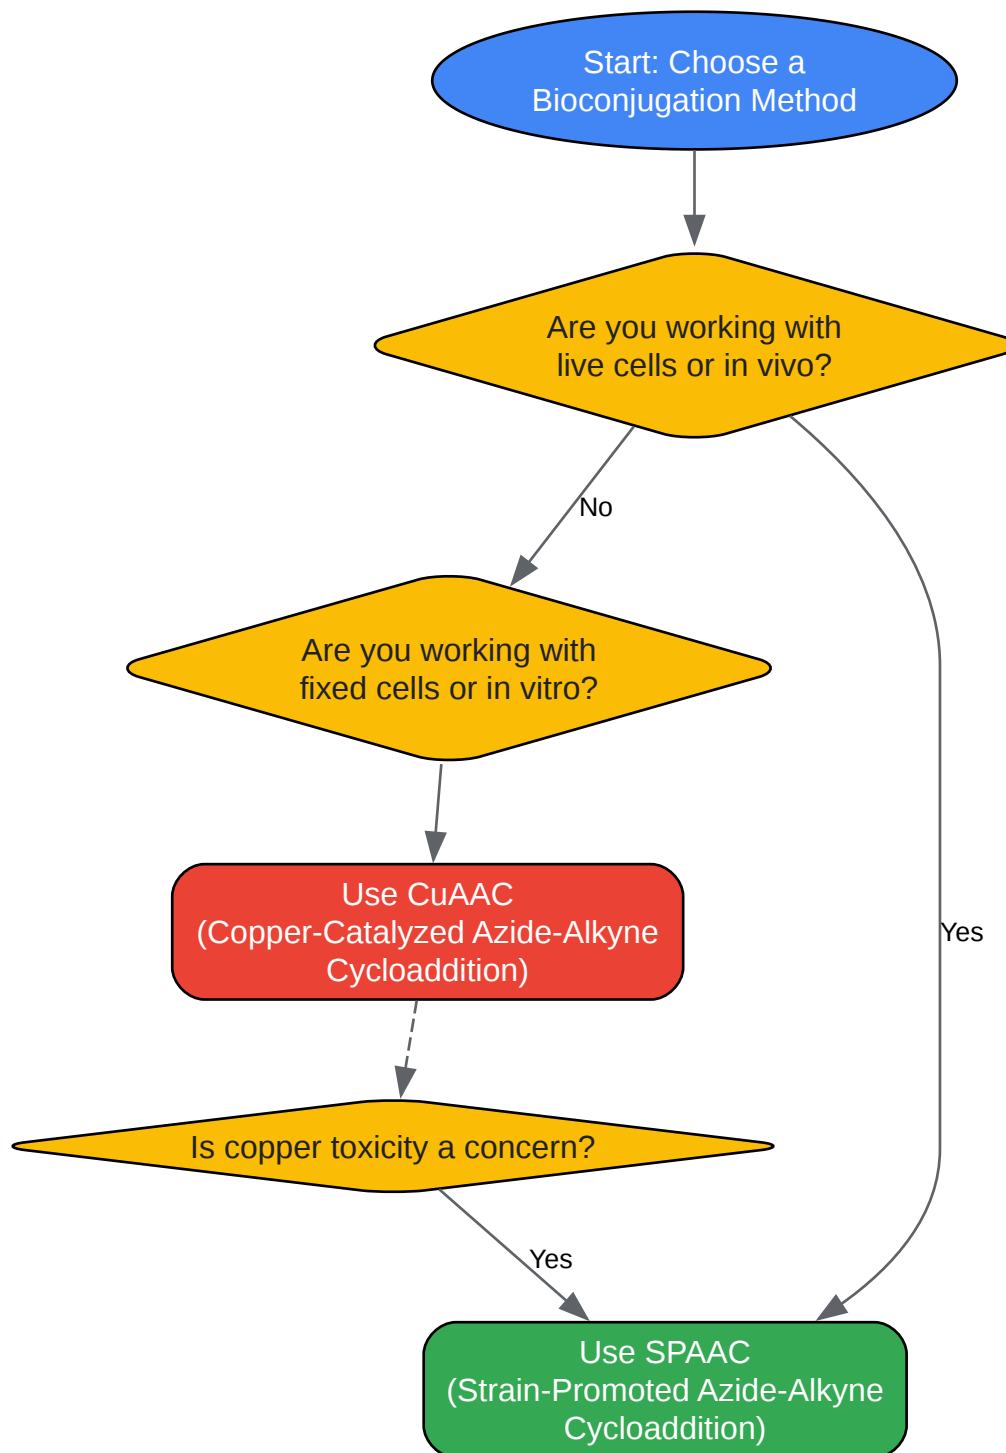 Start: Choose a
Bioconjugation Method
Are you working with
live cells or in vivo?
No
Are you working with
fixed cells or in vitro?
Use CuAAC
(Copper-Catalyzed Azide-Alkyne
Cycloaddition)
Yes
Is copper toxicity a concern?
Yes
Use SPAAC
(Strain-Promoted Azide-Alkyne
Cycloaddition)